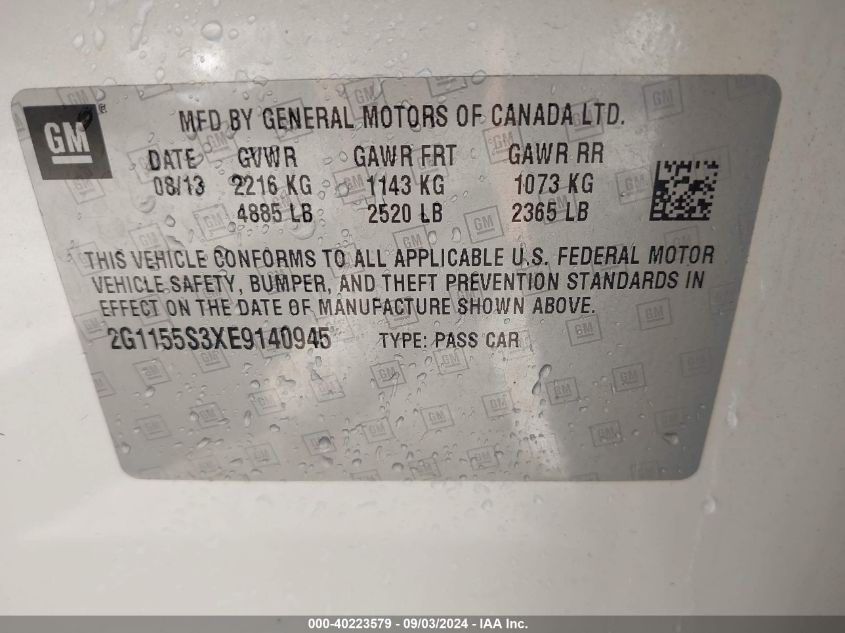 GM ®
MFD BY GENERAL MOTORS OF CANADA LTD.
DATE GVWR GAWR FRT GAWR RR
08/13 2216 KG 1143 KG 1073 KG
4885 LB 2520 LB 2365 LB
THIS VEHICLE CONFORMS TO ALL APPLICABLE U.S. FEDERAL MOTOR
VEHICLE SAFETY, BUMPER, AND THEFT PREVENTION STANDARDS IN
EFFECT ON THE DATE OF MANUFACTURE SHOWN ABOVE.
2G1155S3XE9140945 TYPE: PASS CAR
000-40223579 - 09/03/2024 - IAA Inc.